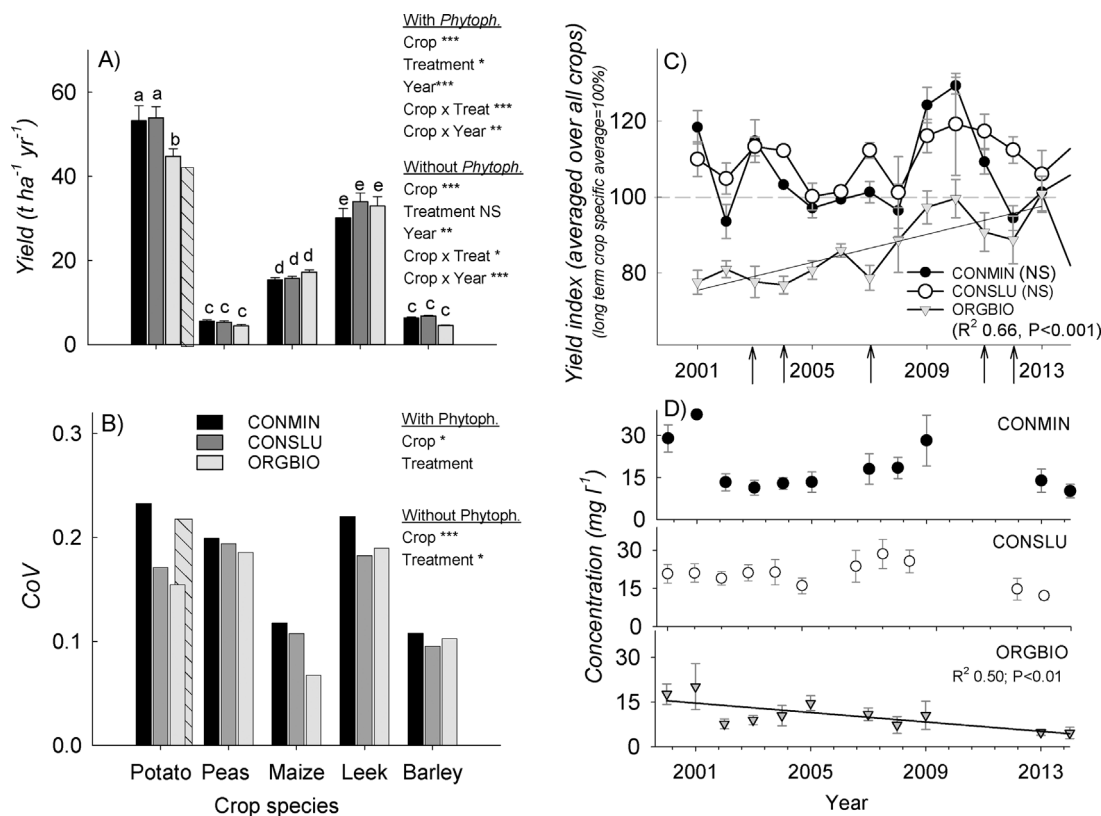 A)
With Phytoph.
Crop ***
Treatment *
Year***
Crop x Treat ***
Crop x Year **
Without Phytoph.
Crop ***
Treatment NS
Year **
Crop x Treat *
Crop x Year ***
Yield (t ha-1 yr-1)
60
40
20
0
a a b
c c c
d d d
e e e
c c c
B)
CONMIN
CONSLU
ORGBIO
With Phytoph.
Crop *
Treatment
Without Phytoph.
Crop ***
Treatment *
CoV
0.3
0.2
0.1
0.0
Potato Peas Maize Leek Barley
Crop species
C)
Yield index (averaged over all crops)
(long term crop specific average=100%)
120
100
80
CONMIN (NS)
CONSLU (NS)
ORGBIO
(R2 0.66, P<0.001)
2001 2005 2009 2013
D)
Concentration (mg l-1)
CONMIN
30
15
0
CONSLU
30
15
0
ORGBIO
R2 0.50; P<0.01
30
15
0
2001 2005 2009 2013
Year